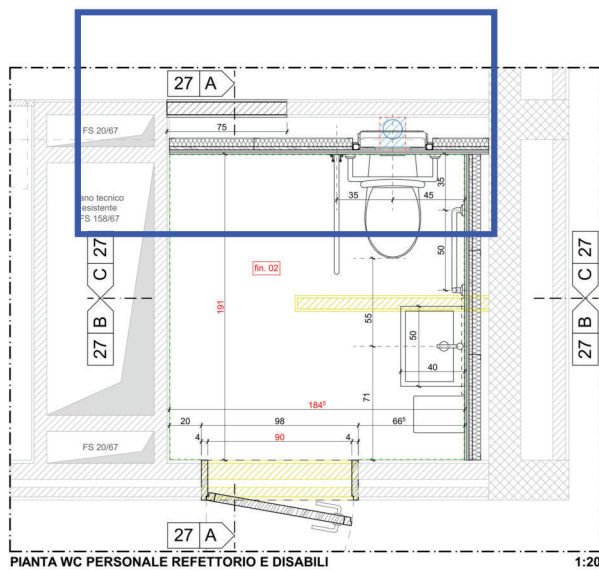 27 A
75
FS 20/67
35
35 45
ano tecnico
esistente
FS 158/67
50
27 C
27 C
fin. 02
191
55
27 B
27 B
50
40
71
184⁵
20 98 66⁵
4 90 4
FS 20/67
27 A
PIANTA WC PERSONALE REFETTORIO E DISABILI 1:20